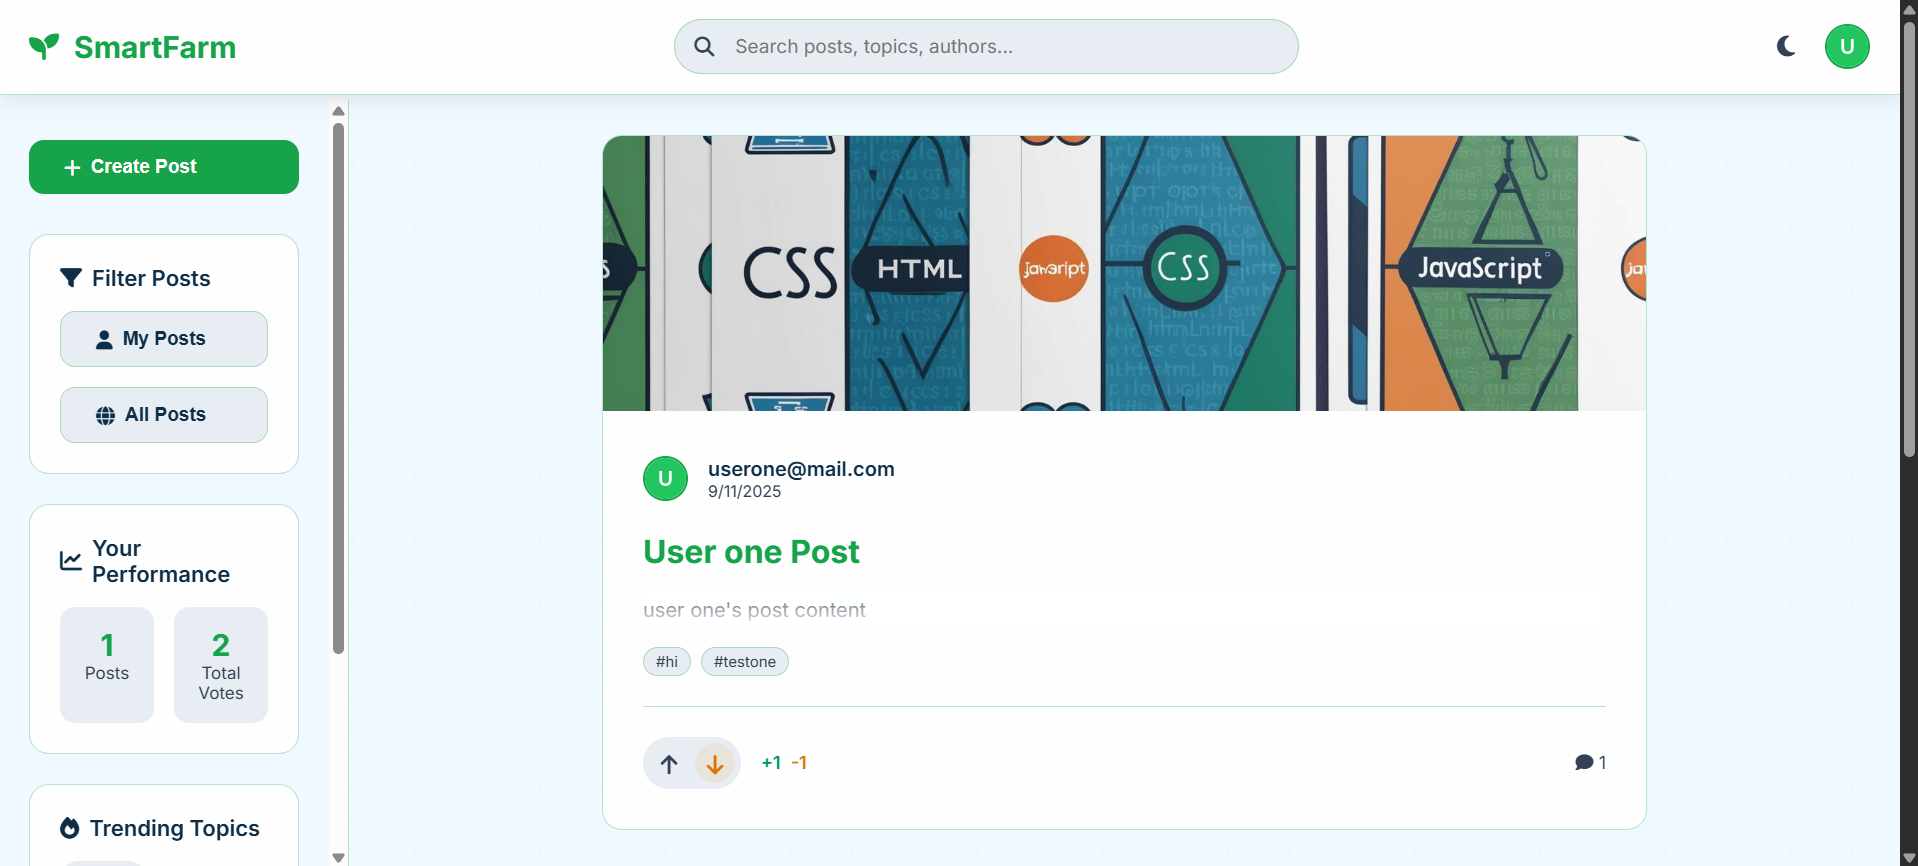 SmartFarm
Search posts, topics, authors...
U
Create Post
Filter Posts
My Posts
All Posts
Your
Performance
1
Posts
2
Total
Votes
Trending Topics
CSS
HTML
CSS
JavaScript
U
userone@mail.com
9/11/2025
User one Post
user one's post content
#hi
#testone
+1 -1
1